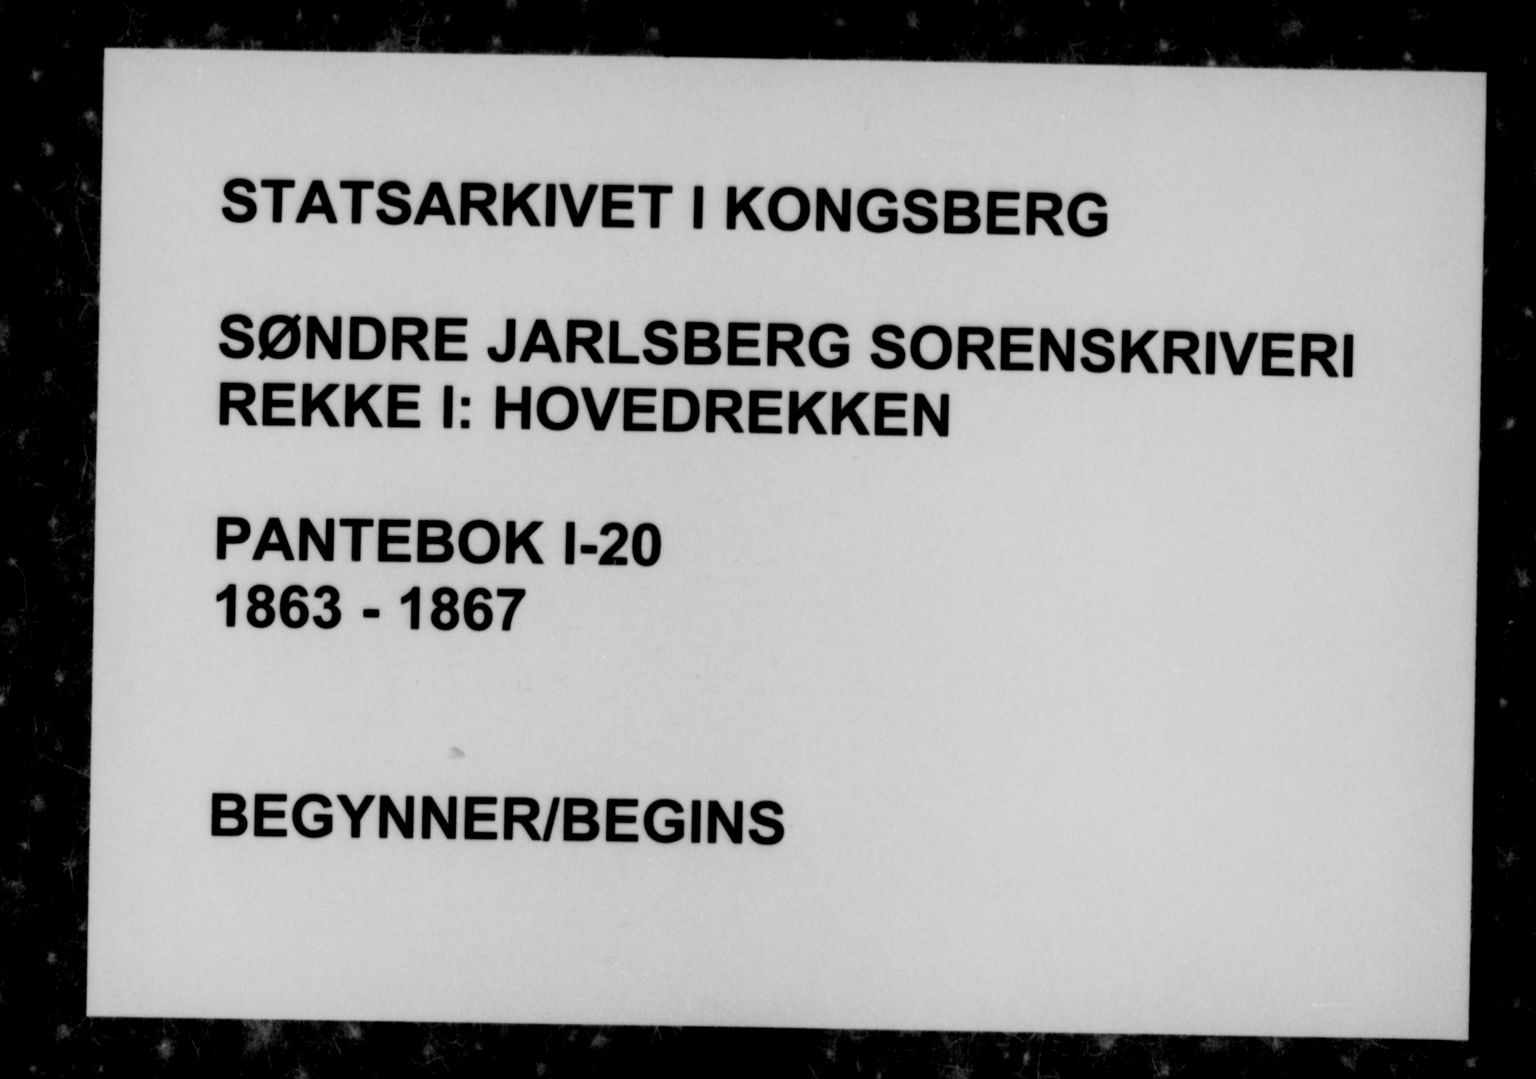 STATSARKIVET I KONGSBERG
SØNDRE JARLSBERG SORENSKRIVERI
REKKE I: HOVEDREKKEN
PANTEBOK I-20
1863 - 1867
BEGYNNER/BEGINS